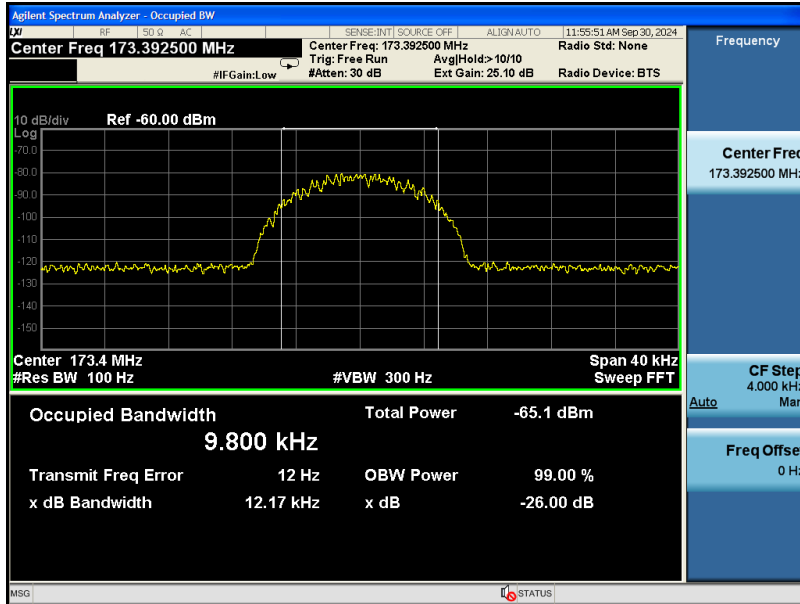 Agilent Spectrum Analyzer - Occupied BW
LXI RF 50 Ω AC SENSE:INT SOURCE OFF ALIGN AUTO 11:55:51 AM Sep 30, 2024
Center Freq 173.392500 MHz
Center Freq: 173.392500 MHz Radio Std: None
Trig: Free Run Avg|Hold:>10/10
#IFGain:Low #Atten: 30 dB Ext Gain: 25.10 dB Radio Device: BTS
10 dB/div Ref -60.00 dBm
Log
-70.0
-80.0
-90.0
-100
-110
-120
-130
-140
-150
Center 173.4 MHz Span 40 kHz
#Res BW 100 Hz #VBW 300 Hz Sweep FFT
Occupied Bandwidth Total Power -65.1 dBm
9.800 kHz
Transmit Freq Error 12 Hz OBW Power 99.00 %
x dB Bandwidth 12.17 kHz x dB -26.00 dB
MSG STATUS
Frequency
Center Freq
173.392500 MHz
CF Step
4.000 kHz
Auto Man
Freq Offset
0 Hz